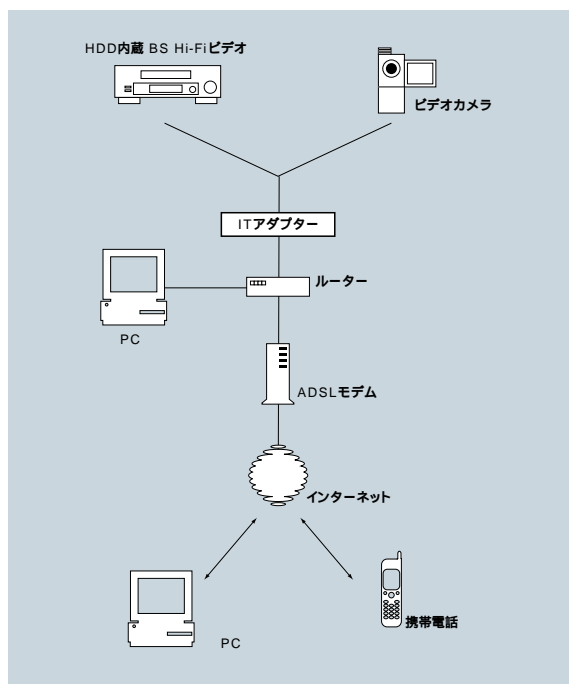 HDD内蔵 BS Hi-Fiビデオ
ビデオカメラ
ITアダプター
ルーター
PC
ADSLモデム
インターネット
携帯電話
PC